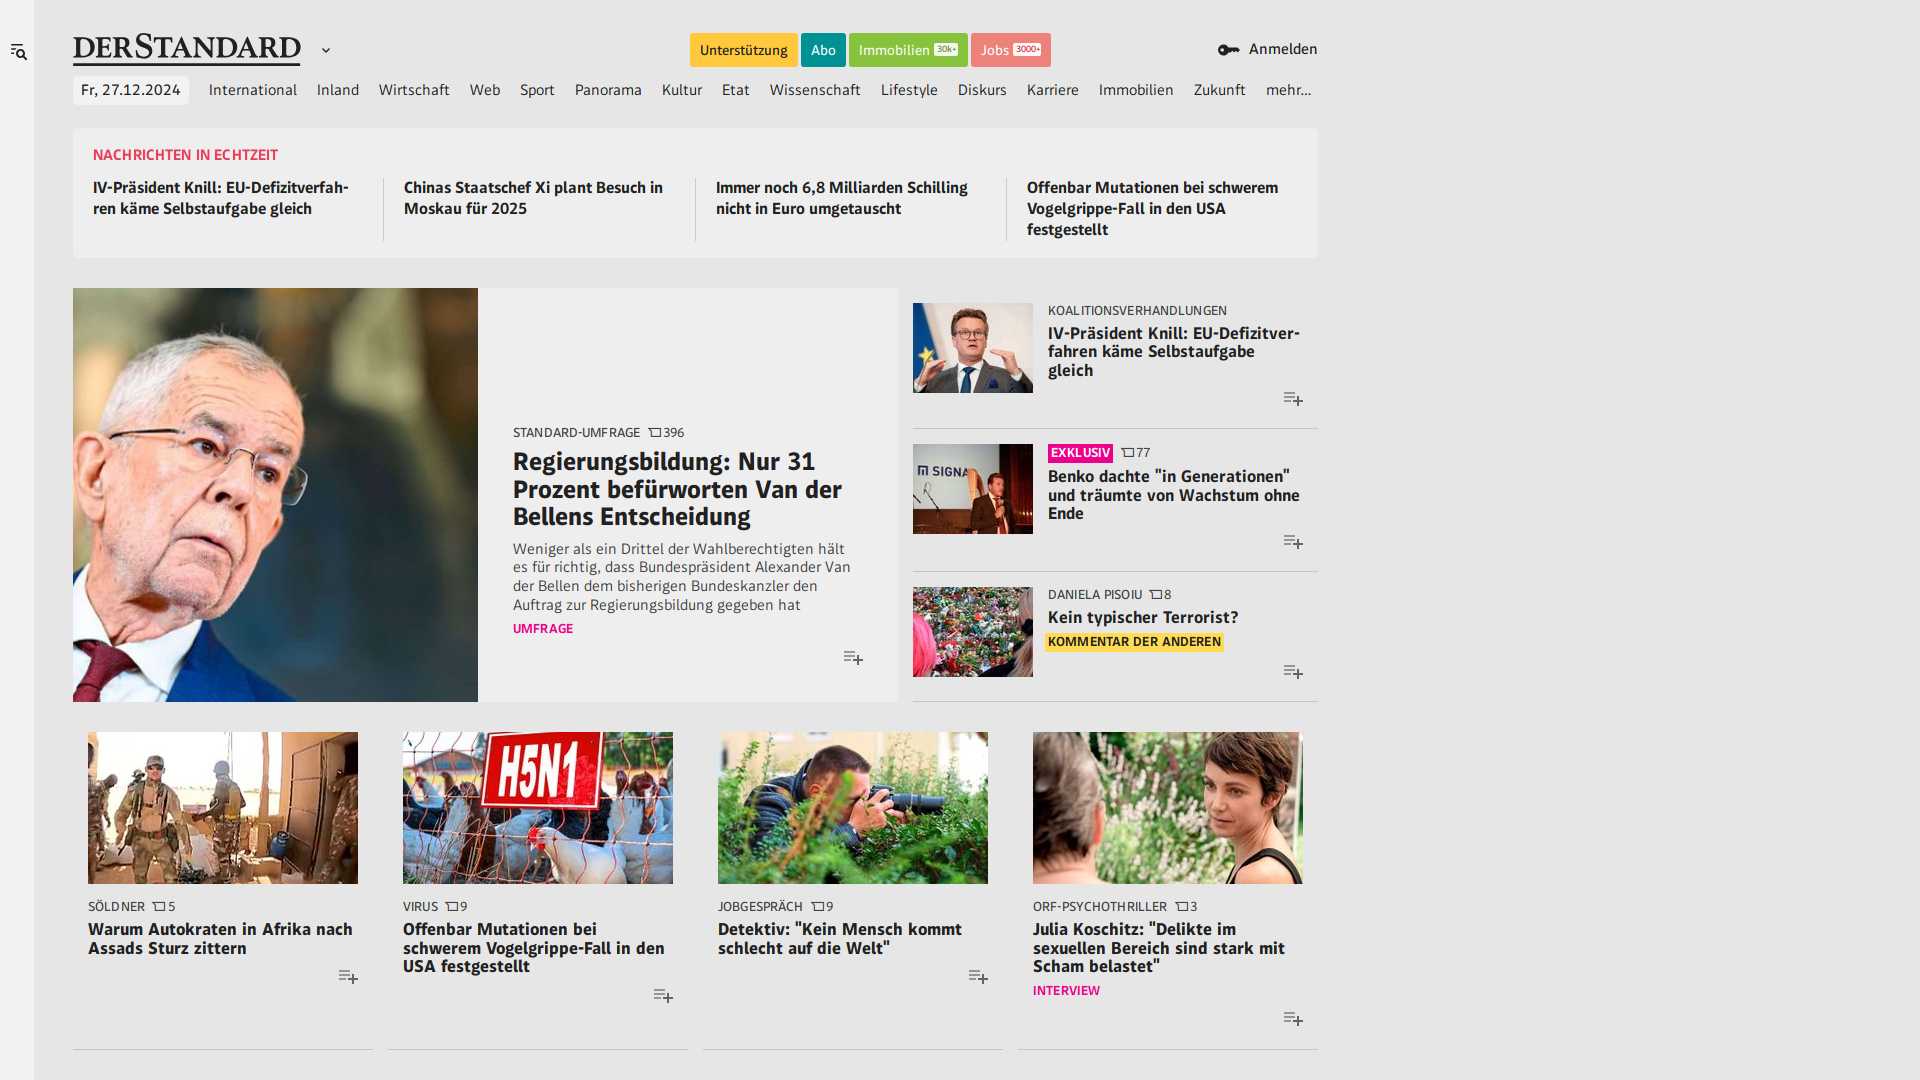 DERSTANDARD
Unterstützung
Abo
Immobilien 30k+
Jobs 3000+
Anmelden
Fr, 27.12.2024
International
Inland
Wirtschaft
Web
Sport
Panorama
Kultur
Etat
Wissenschaft
Lifestyle
Diskurs
Karriere
Immobilien
Zukunft
mehr...
NACHRICHTEN IN ECHTZEIT
IV-Präsident Knill: EU-Defizitverfah-
ren käme Selbstaufgabe gleich
Chinas Staatschef Xi plant Besuch in
Moskau für 2025
Immer noch 6,8 Milliarden Schilling
nicht in Euro umgetauscht
Offenbar Mutationen bei schwerem
Vogelgrippe-Fall in den USA
festgestellt
STANDARD-UMFRAGE 396
Regierungsbildung: Nur 31
Prozent befürworten Van der
Bellens Entscheidung
Weniger als ein Drittel der Wahlberechtigten hält
es für richtig, dass Bundespräsident Alexander Van
der Bellen dem bisherigen Bundeskanzler den
Auftrag zur Regierungsbildung gegeben hat
UMFRAGE
KOALITIONSVERHANDLUNGEN
IV-Präsident Knill: EU-Defizitver-
fahren käme Selbstaufgabe
gleich
SIGNA
EXKLUSIV 77
Benko dachte "in Generationen"
und träumte von Wachstum ohne
Ende
DANIELA PISOIU 8
Kein typischer Terrorist?
KOMMENTAR DER ANDEREN
SÖLDNER 5
Warum Autokraten in Afrika nach
Assads Sturz zittern
H5N1
VIRUS 9
Offenbar Mutationen bei
schwerem Vogelgrippe-Fall in den
USA festgestellt
JOBGESPRÄCH 9
Detektiv: "Kein Mensch kommt
schlecht auf die Welt"
ORF-PSYCHOTHRILLER 3
Julia Koschitz: "Delikte im
sexuellen Bereich sind stark mit
Scham belastet"
INTERVIEW